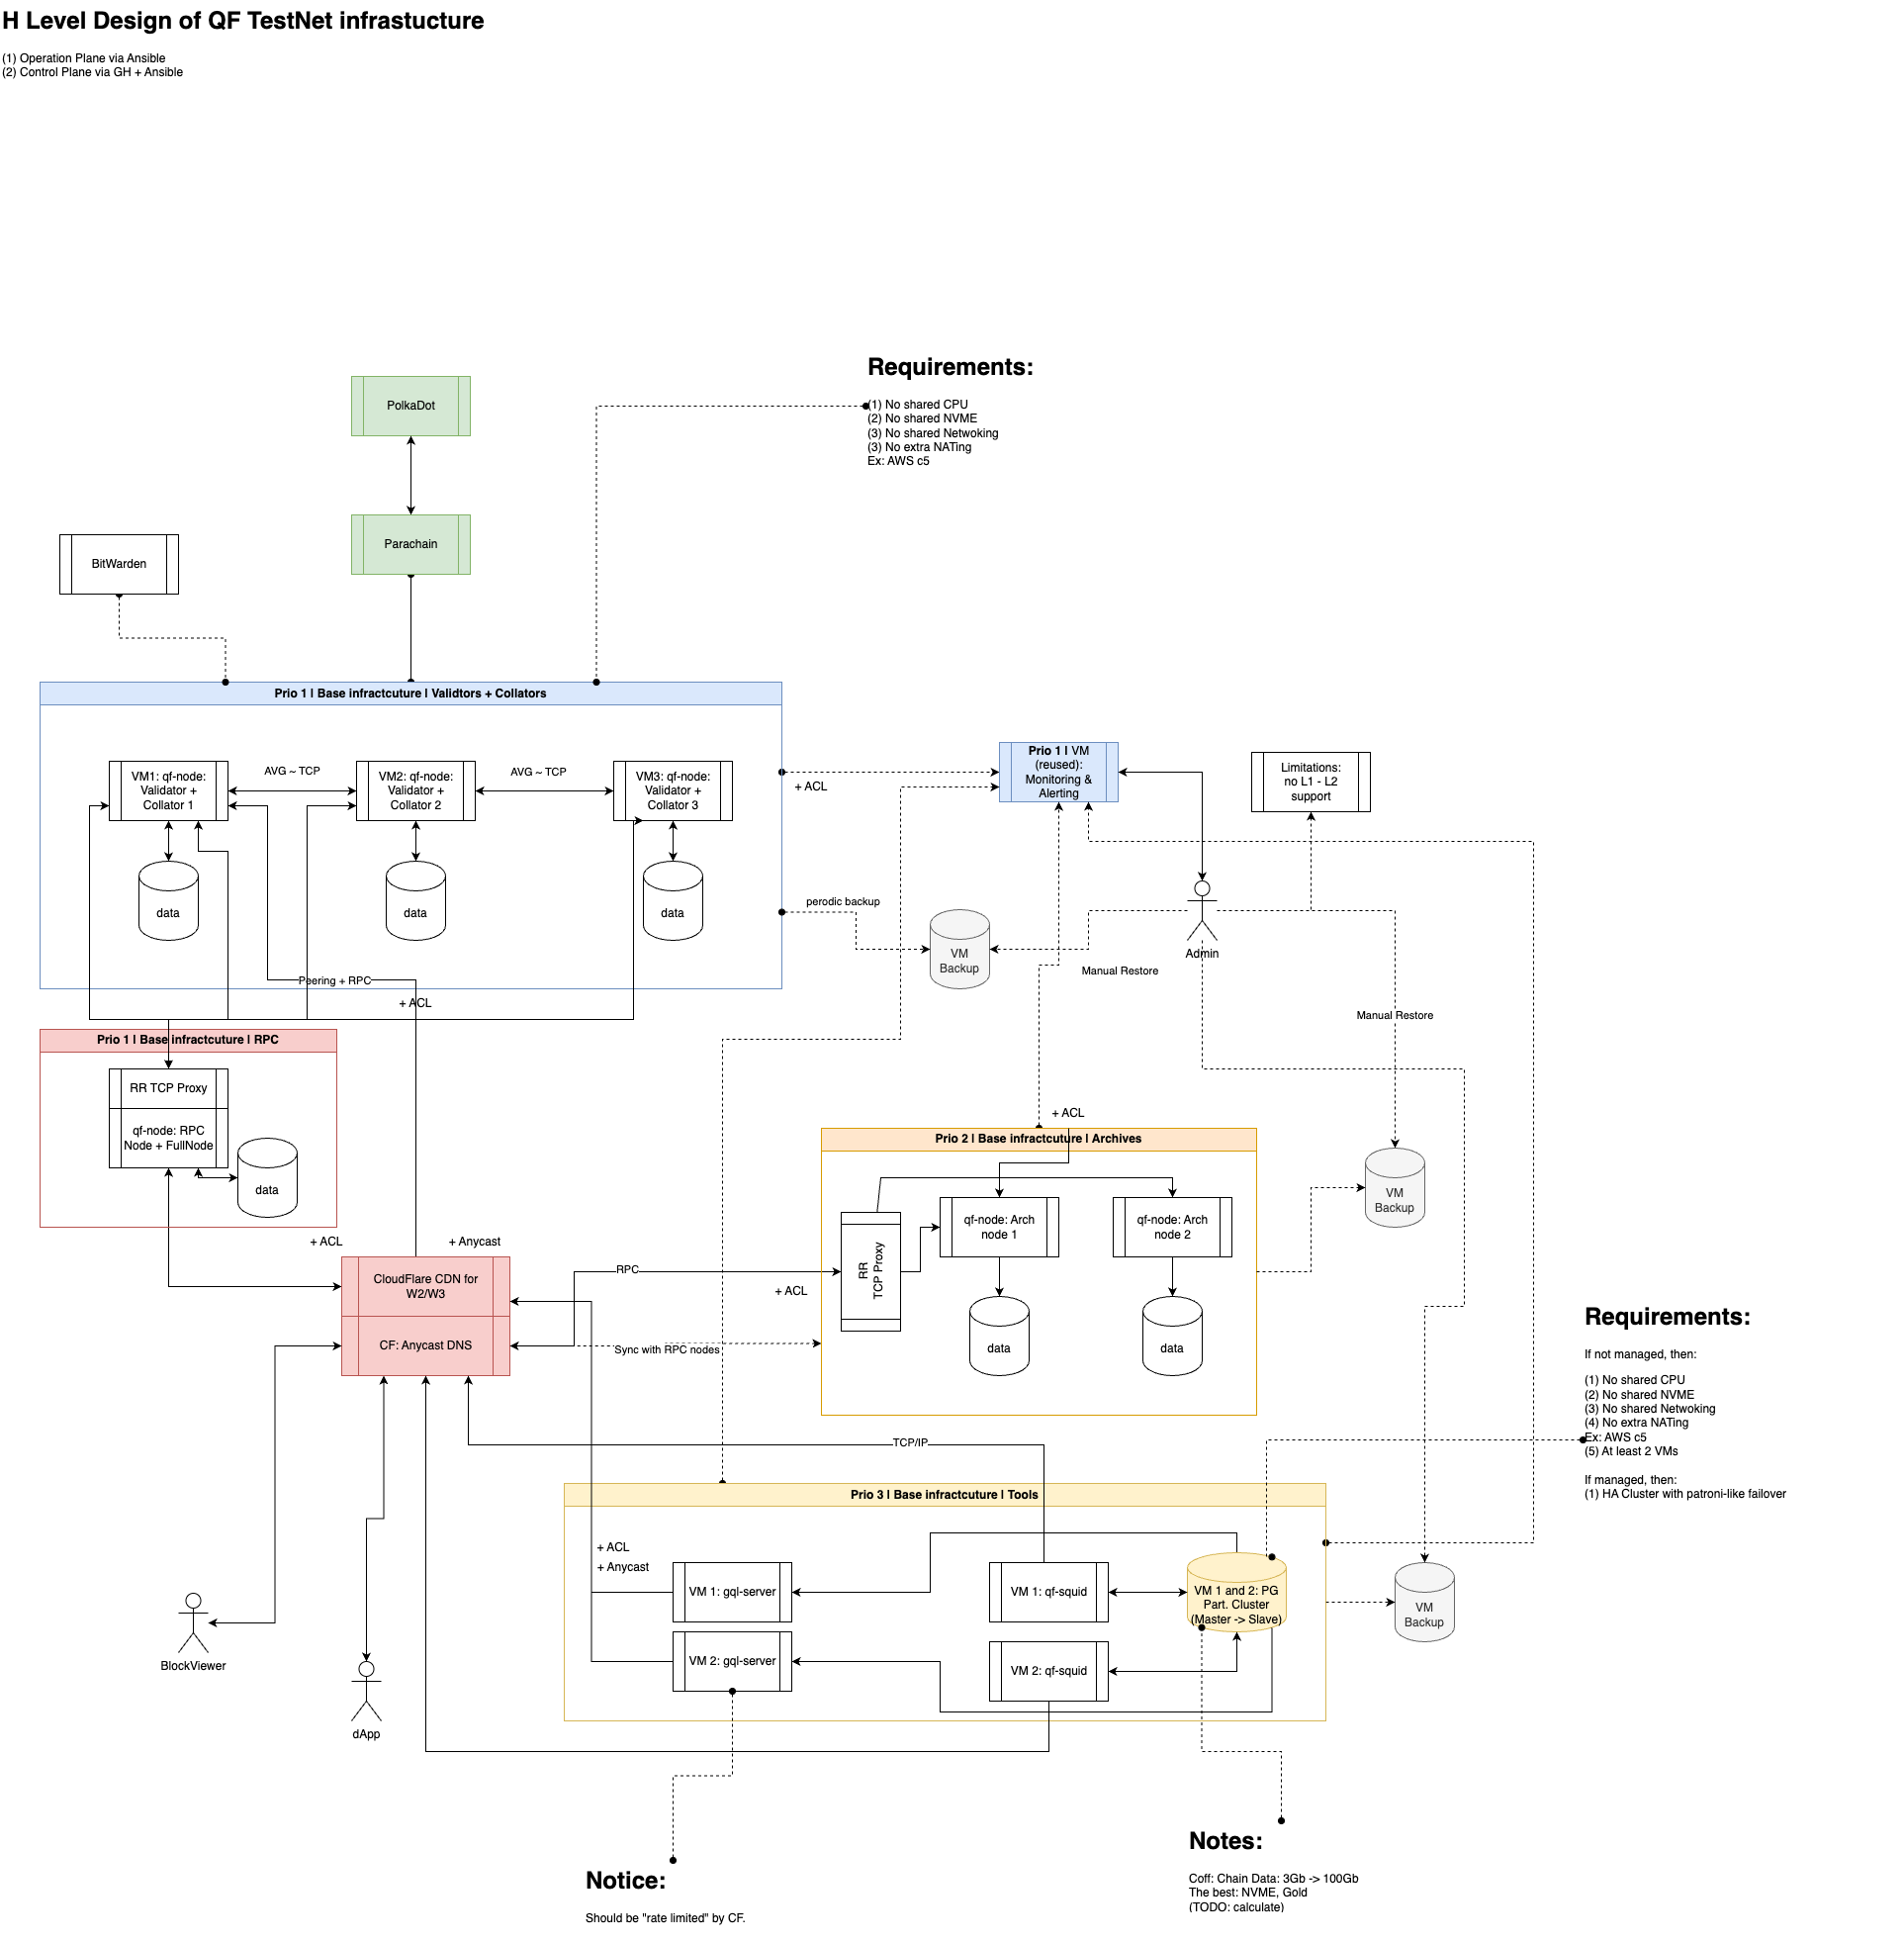 H Level Design of QF TestNet infrastucture
(1) Operation Plane via Ansible
(2) Control Plane via GH + Ansible
Requirements:
(1) No shared CPU
(2) No shared NVME
(3) No shared Netwoking
(3) No extra NATing
Ex: AWS c5
PolkaDot
Parachain
BitWarden
Prio 1 | Base infractcuture | Validtors + Collators
VM1: qf-node:
Validator +
Collator 1
AVG ~ TCP
VM2: qf-node:
Validator +
Collator 2
AVG ~ TCP
VM3: qf-node:
Validator +
Collator 3
data
data
data
Peering + RPC
+ ACL
+ ACL
Prio 1 | VM
(reused):
Monitoring &
Alerting
Limitations:
no L1 - L2
support
perodic backup
VM
Backup
Admin
Manual Restore
Manual Restore
Prio 1 | Base infractcuture | RPC
RR TCP Proxy
qf-node: RPC
Node + FullNode
data
+ ACL
+ Anycast
CloudFlare CDN for
W2/W3
CF: Anycast DNS
+ ACL
Prio 2 | Base infractcuture | Archives
qf-node: Arch
node 1
qf-node: Arch
node 2
RR
TCP Proxy
data
data
RPC
+ ACL
Sync with RPC nodes
VM
Backup
Requirements:
If not managed, then:
(1) No shared CPU
(2) No shared NVME
(3) No shared Netwoking
(4) No extra NATing
Ex: AWS c5
(5) At least 2 VMs
If managed, then:
(1) HA Cluster with patroni-like failover
TCP/IP
Prio 3 | Base infractcuture | Tools
+ ACL
+ Anycast
VM 1: gql-server
VM 1: qf-squid
VM 1 and 2: PG
Part. Cluster
(Master -> Slave)
VM 2: gql-server
VM 2: qf-squid
VM
Backup
BlockViewer
dApp
Notice:
Should be "rate limited" by CF.
Notes:
Coff: Chain Data: 3Gb -> 100Gb
The best: NVME, Gold
(TODO: calculate)